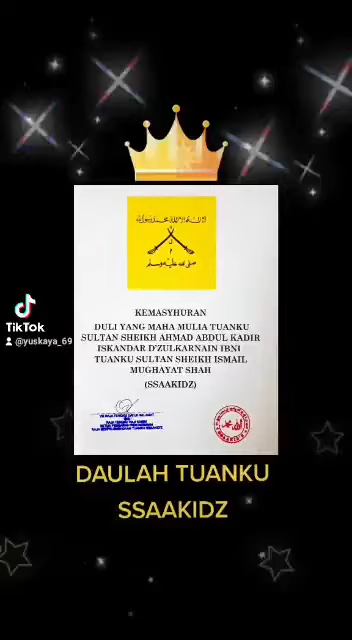 KEMASYHURAN
DULI YANG MAHA MULIA TUANKU
SULTAN SHEIKH AHMAD ABDUL KADIR
ISKANDAR D'ZULKARNAIN IBNI
TUANKU SULTAN SHEIKH ISMAIL
MUGHAYAT SHAH
(SSAAKIDZ)
TikTok
@yuskaya_69
DAULAH TUANKU
SSAAKIDZ